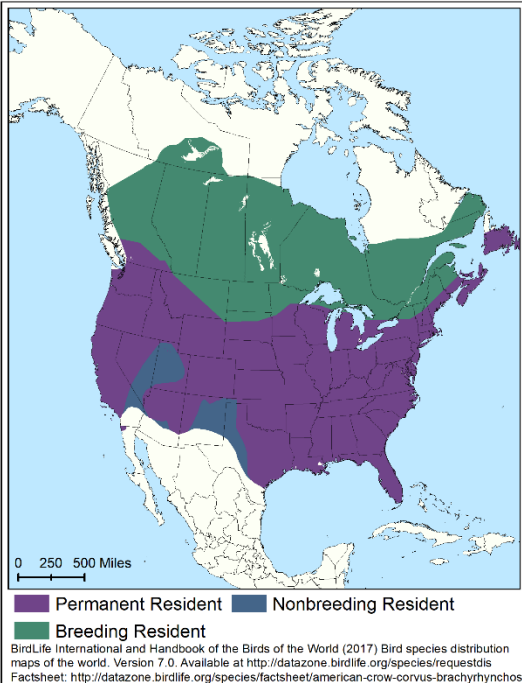 0 250 500 Miles
Permanent Resident Nonbreeding Resident
Breeding Resident
BirdLife International and Handbook of the Birds of the World (2017) Bird species distribution
maps of the world. Version 7.0. Available at http://datazone.birdlife.org/species/requestdis
Factsheet: http://datazone.birdlife.org/species/factsheet/american-crow-corvus-brachyrhynchos